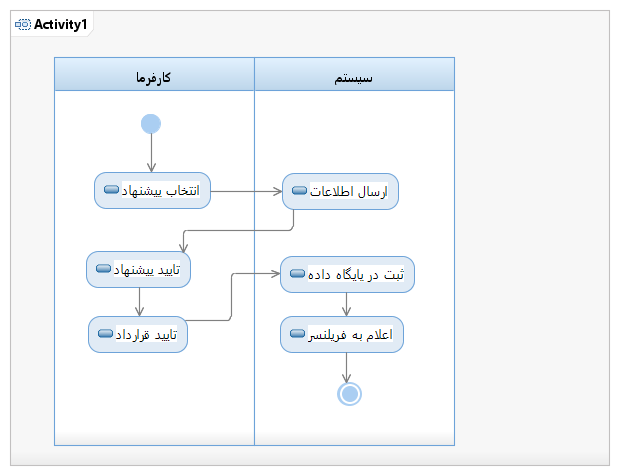 Activity1
کارفرما
سیستم
انتخاب پیشنهاد
ارسال اطلاعات
تایید پیشنهاد
ثبت در پایگاه داده
تایید قرارداد
اعلام به فریلنسر